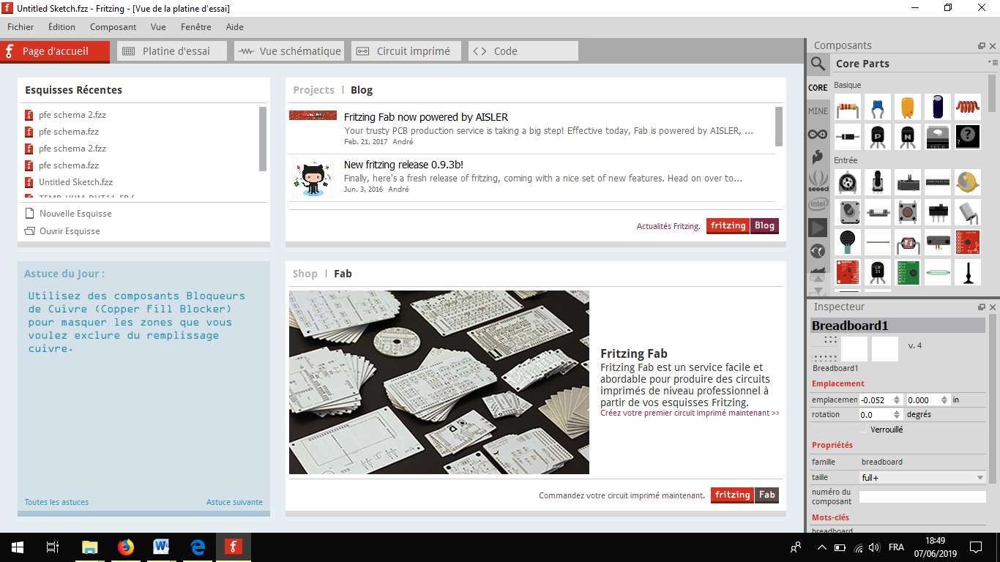 Untitled Sketch.fzz - Fritzing - [Vue de la platine d'essai]
Fichier Édition Composant Vue Fenêtre Aide
Page d'accueil
Platine d'essai
Vue schématique
Circuit imprimé
Code
Esquisses Récentes
pfe schema 2.fzz
pfe schema.fzz
pfe schema 2.fzz
pfe schema.fzz
Untitled Sketch.fzz
Nouvelle Esquisse
Ouvrir Esquisse
Projects | Blog
Fritzing Fab now powered by AISLER
Your trusty PCB production service is taking a big step! Effective today, Fab is powered by AISLER, ...
Feb. 21, 2017 André
New fritzing release 0.9.3b!
Finally, here's a fresh release of fritzing, coming with a nice set of new features. Head on over to...
Jun. 3, 2016 André
Actualités Fritzing.
fritzing Blog
Astuce du Jour :
Utilisez des composants Bloqueurs
de Cuivre (Copper Fill Blocker)
pour masquer les zones que vous
voulez exclure du remplissage
cuivre.
Toutes les astuces
Astuce suivante
Shop | Fab
Fritzing Fab
Fritzing Fab est un service facile et
abordable pour produire des circuits
imprimés de niveau professionnel à
partir de vos esquisses Fritzing.
Créez votre premier circuit imprimé maintenant >>
Commandez votre circuit imprimé maintenant.
fritzing Fab
Composants
Core Parts
CORE
MINE
seeed
intel
Basique
P
N
?
Entrée
LM
35
Inspecteur
Breadboard1
v. 4
Breadboard1
Emplacement
emplacemen -0.052 0.000 in
rotation 0.0 degrés
Verrouillé
Propriétés
famille breadboard
taille full+
numéro du
composant
Mots-clés
breadboard
FRA
18:49
07/06/2019